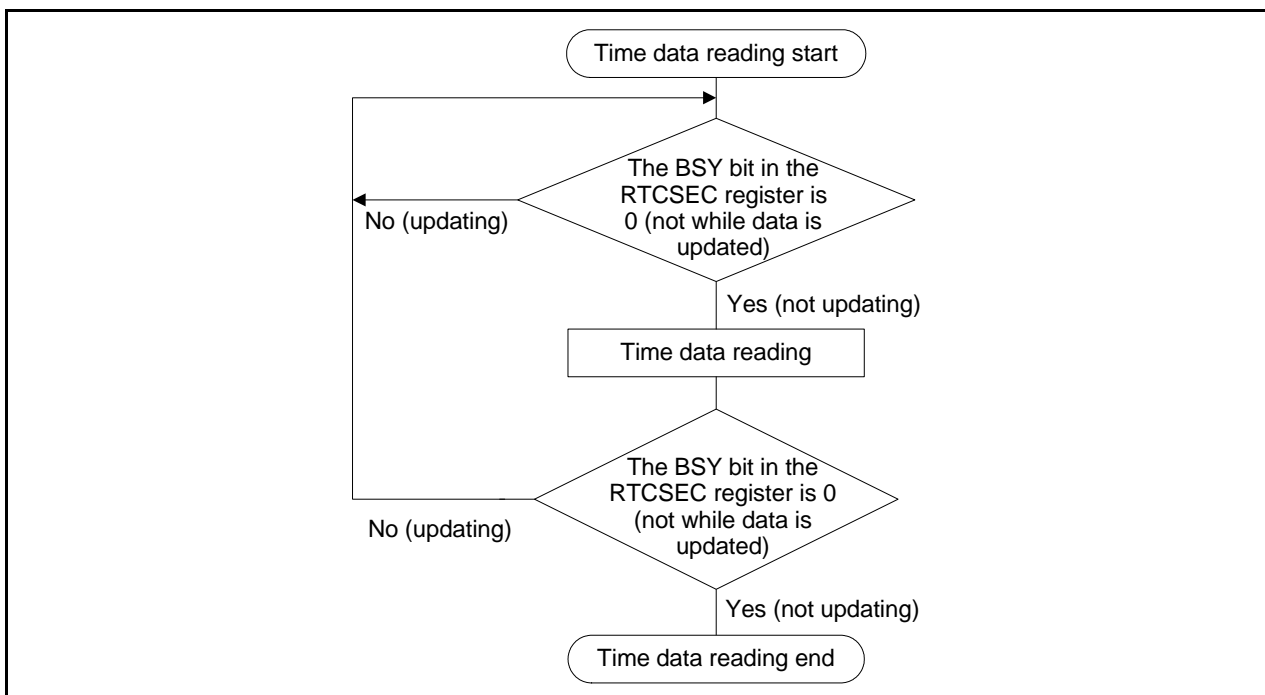 Time data reading start
The BSY bit in the
RTCSEC register is
0 (not while data is
updated)
No (updating)
Yes (not updating)
Time data reading
The BSY bit in the
RTCSEC register is 0
(not while data is
updated)
No (updating)
Yes (not updating)
Time data reading end